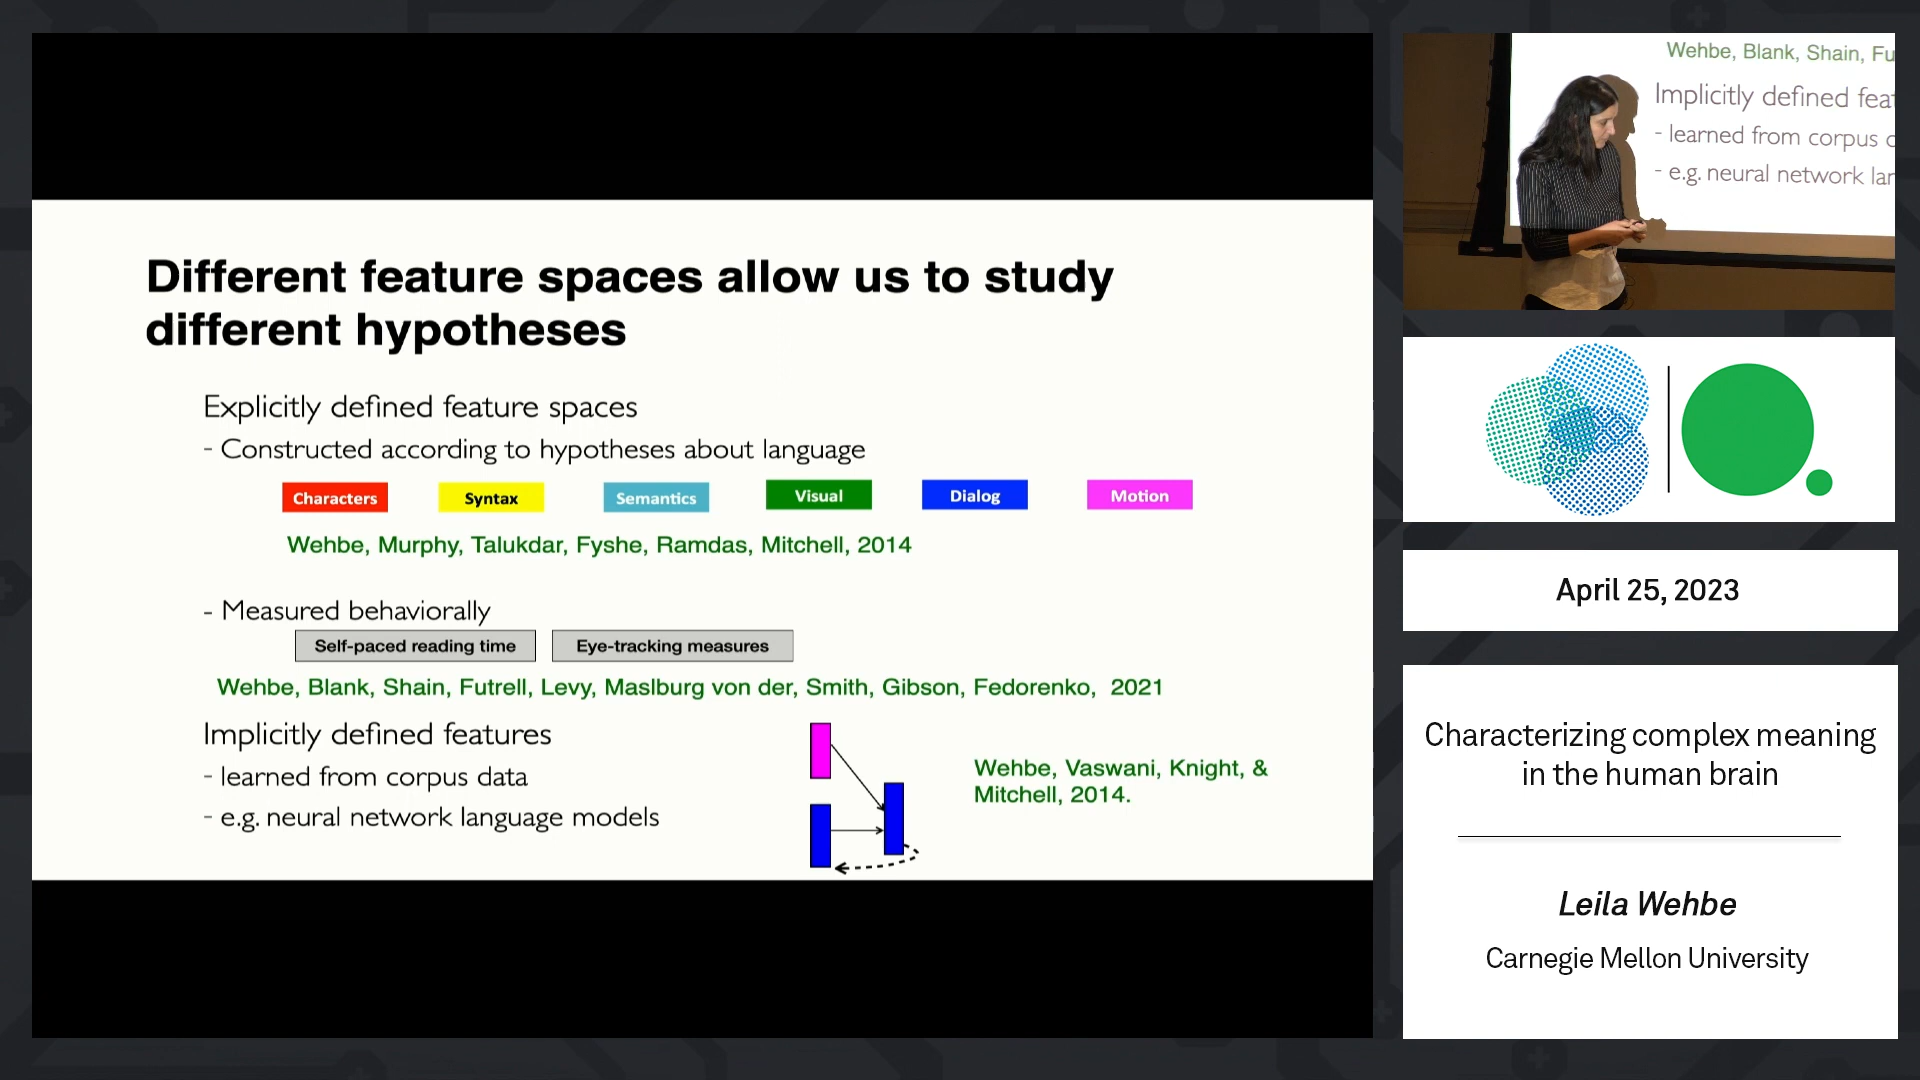 Different feature spaces allow us to study
different hypotheses
Explicitly defined feature spaces
- Constructed according to hypotheses about language
Characters
Syntax
Semantics
Visual
Dialog
Motion
Wehbe, Murphy, Talukdar, Fyshe, Ramdas, Mitchell, 2014
- Measured behaviorally
Self-paced reading time
Eye-tracking measures
Wehbe, Blank, Shain, Futrell, Levy, Maslburg von der, Smith, Gibson, Fedorenko, 2021
Implicitly defined features
- learned from corpus data
- e.g. neural network language models
Wehbe, Vaswani, Knight, &
Mitchell, 2014.
Wehbe, Blank, Shain, Fu
Implicitly defined feat
- learned from corpus
- e.g. neural network lan
April 25, 2023
Characterizing complex meaning
in the human brain
Leila Wehbe
Carnegie Mellon University